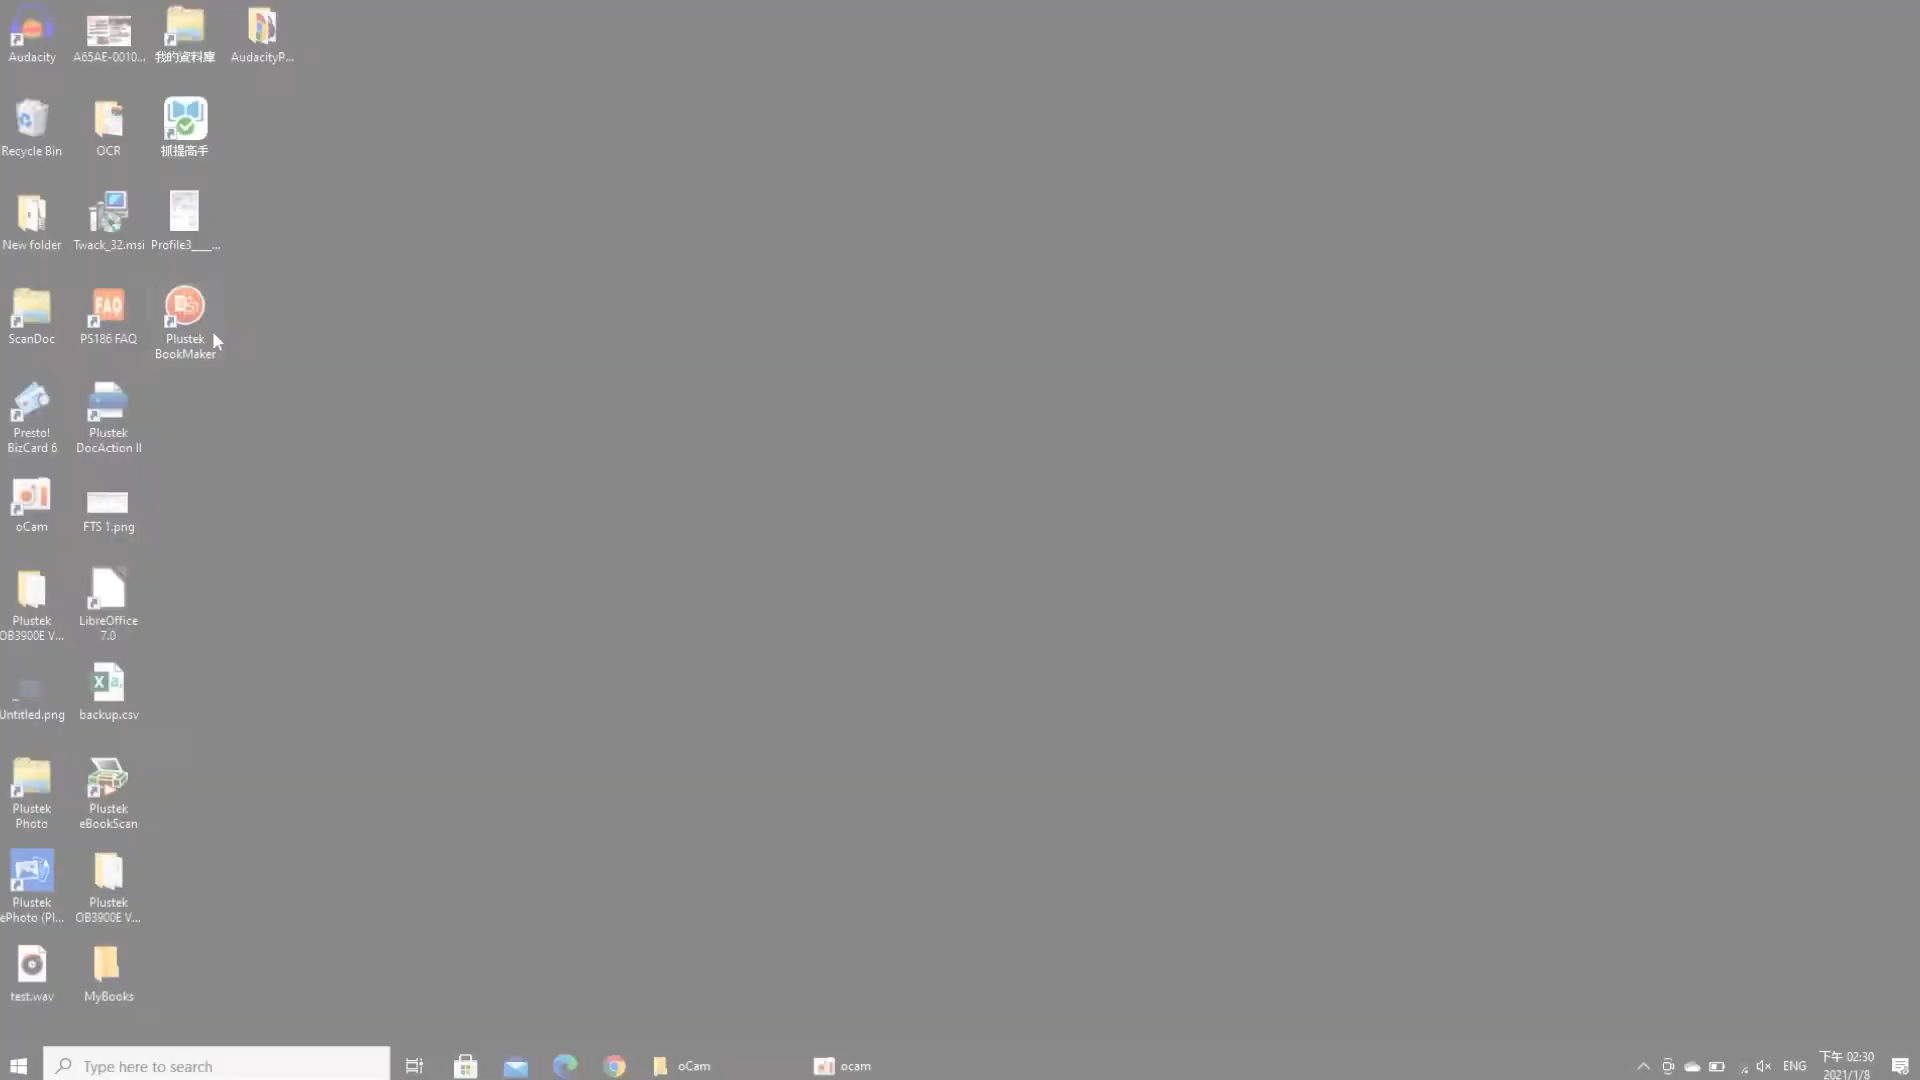 Audacity
A65AE-0010...
我的資料庫
AudacityP...
Recycle Bin
OCR
抓擋高手
New folder
Twack_32.msi
Profile3____...
ScanDoc
PS186 FAQ
Plustek
BookMaker
Presto!
BizCard 6
Plustek
DocAction II
oCam
FTS 1.png
Plustek
OB3900E V...
LibreOffice
7.0
Untitled.png
backup.csv
Plustek
Photo
Plustek
eBookScan
Plustek
ePhoto (Pl...
Plustek
OB3900E V...
test.wav
MyBooks
FAQ
Type here to search
oCam
ocam
ENG
下午 02:30
2021/1/8